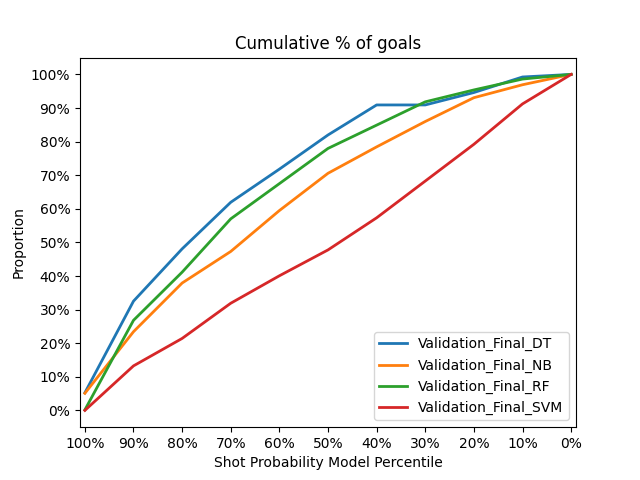 Cumulative % of goals
Proportion
100%
90%
80%
70%
60%
50%
40%
30%
20%
10%
0%
Validation_Final_DT
Validation_Final_NB
Validation_Final_RF
Validation_Final_SVM
100% 90% 80% 70% 60% 50% 40% 30% 20% 10% 0%
Shot Probability Model Percentile